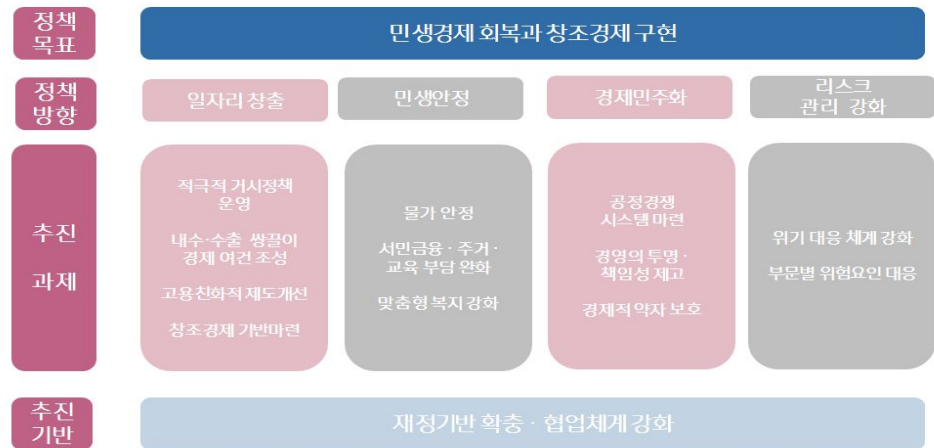 정책
목표
민생경제 회복과 창조경제 구현
정책
방향
일자리 창출
민생안정
경제민주화
리스크
관리 강화
추진
과제
적극적 거시정책
운영
내수·수출 쌍끌이
경제 여건 조성
고용친화적 제도개선
창조경제 기반마련
물가 안정
서민금융·주거·
교육 부담 완화
맞춤형 복지 강화
공정경쟁
시스템 마련
경영의 투명·
책임성 제고
경제적 약자 보호
위기 대응 체계 강화
부문별 위험요인 대응
추진
기반
재정기반 확충·협업체계 강화